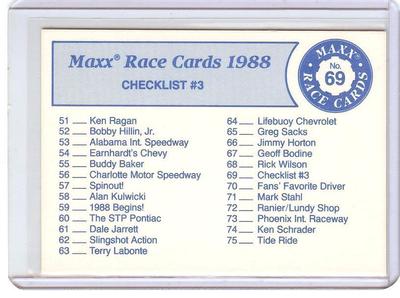 Maxx® Race Cards 1988
CHECKLIST #3
MAXX®
No.
69
RACE CARDS
51 ___ Ken Ragan
52 ___ Bobby Hillin, Jr.
53 ___ Alabama Int. Speedway
54 ___ Earnhardt's Chevy
55 ___ Buddy Baker
56 ___ Charlotte Motor Speedway
57 ___ Spinout!
58 ___ Alan Kulwicki
59 ___ 1988 Begins!
60 ___ The STP Pontiac
61 ___ Dale Jarrett
62 ___ Slingshot Action
63 ___ Terry Labonte
64 ___ Lifebuoy Chevrolet
65 ___ Greg Sacks
66 ___ Jimmy Horton
67 ___ Geoff Bodine
68 ___ Rick Wilson
69 ___ Checklist #3
70 ___ Fans' Favorite Driver
71 ___ Mark Stahl
72 ___ Ranier/Lundy Shop
73 ___ Phoenix Int. Raceway
74 ___ Ken Schrader
75 ___ Tide Ride